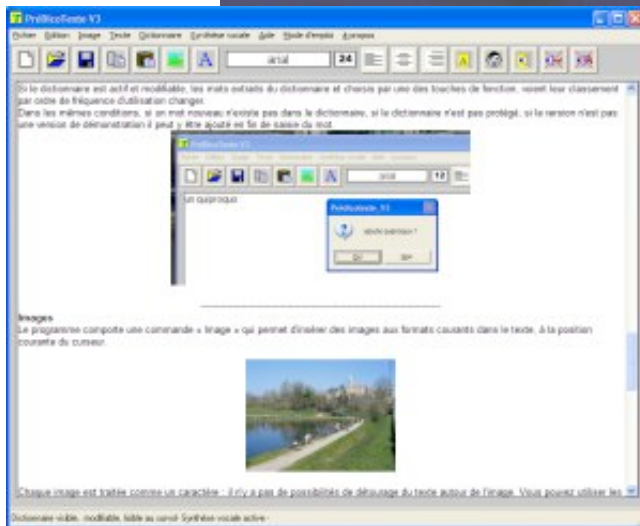 PrédicoTexte V3
Fichier Edition Image Texte Dictionnaire Synthèse vocale Aide Mode d'emploi A propos
arial 24
Si le dictionnaire est actif et modifiable, les mots extraits du dictionnaire et choisis par une des touches de fonction, voient leur classement
par ordre de fréquence d'utilisation changer.
Dans les mêmes conditions, si un mot nouveau n'existe pas dans le dictionnaire, si le dictionnaire n'est pas protégé, si la version n'est pas
une version de démonstration il peut y être ajouté en fin de saisie du mot
PrédicoTexte V3
arial 12
un quiproquo
Prédicotexte_V3
ajouter quiproquo ?
Images
Le programme comporte une commande « Image » qui permet d'insérer des images aux formats courants dans le texte, à la position
courante du curseur.
Chaque image est traitée comme un caractère : il n'y a pas de possibilités de détourage du texte autour de l'image. Vous pouvez utiliser les
Dictionnaire visible, modifiable, lisible au survol- Synthèse vocale active -